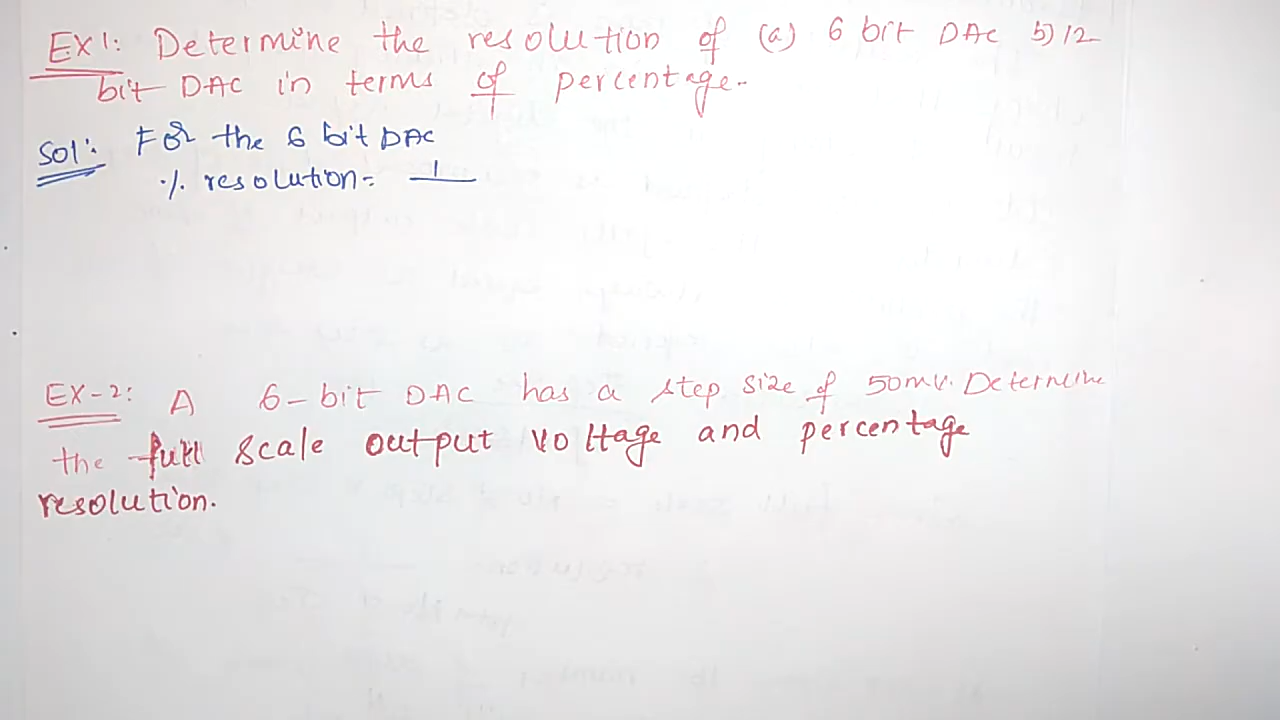 EX1: Determine the resolution of (a) 6 bit DAC b) 12
bit DAC in terms of percentage.
Sol: For the 6 bit DAC
% resolution = 1
EX-2: A 6-bit DAC has a step size of 50mV. Determine
the full scale output voltage and percentage
resolution.